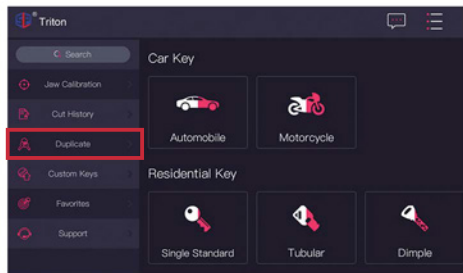 Triton
Search
Jaw Calibration
Cut History
Duplicate
Custom Keys
Favorites
Support
Car Key
Automobile
Motorcycle
Residential Key
Single Standard
Tubular
Dimple